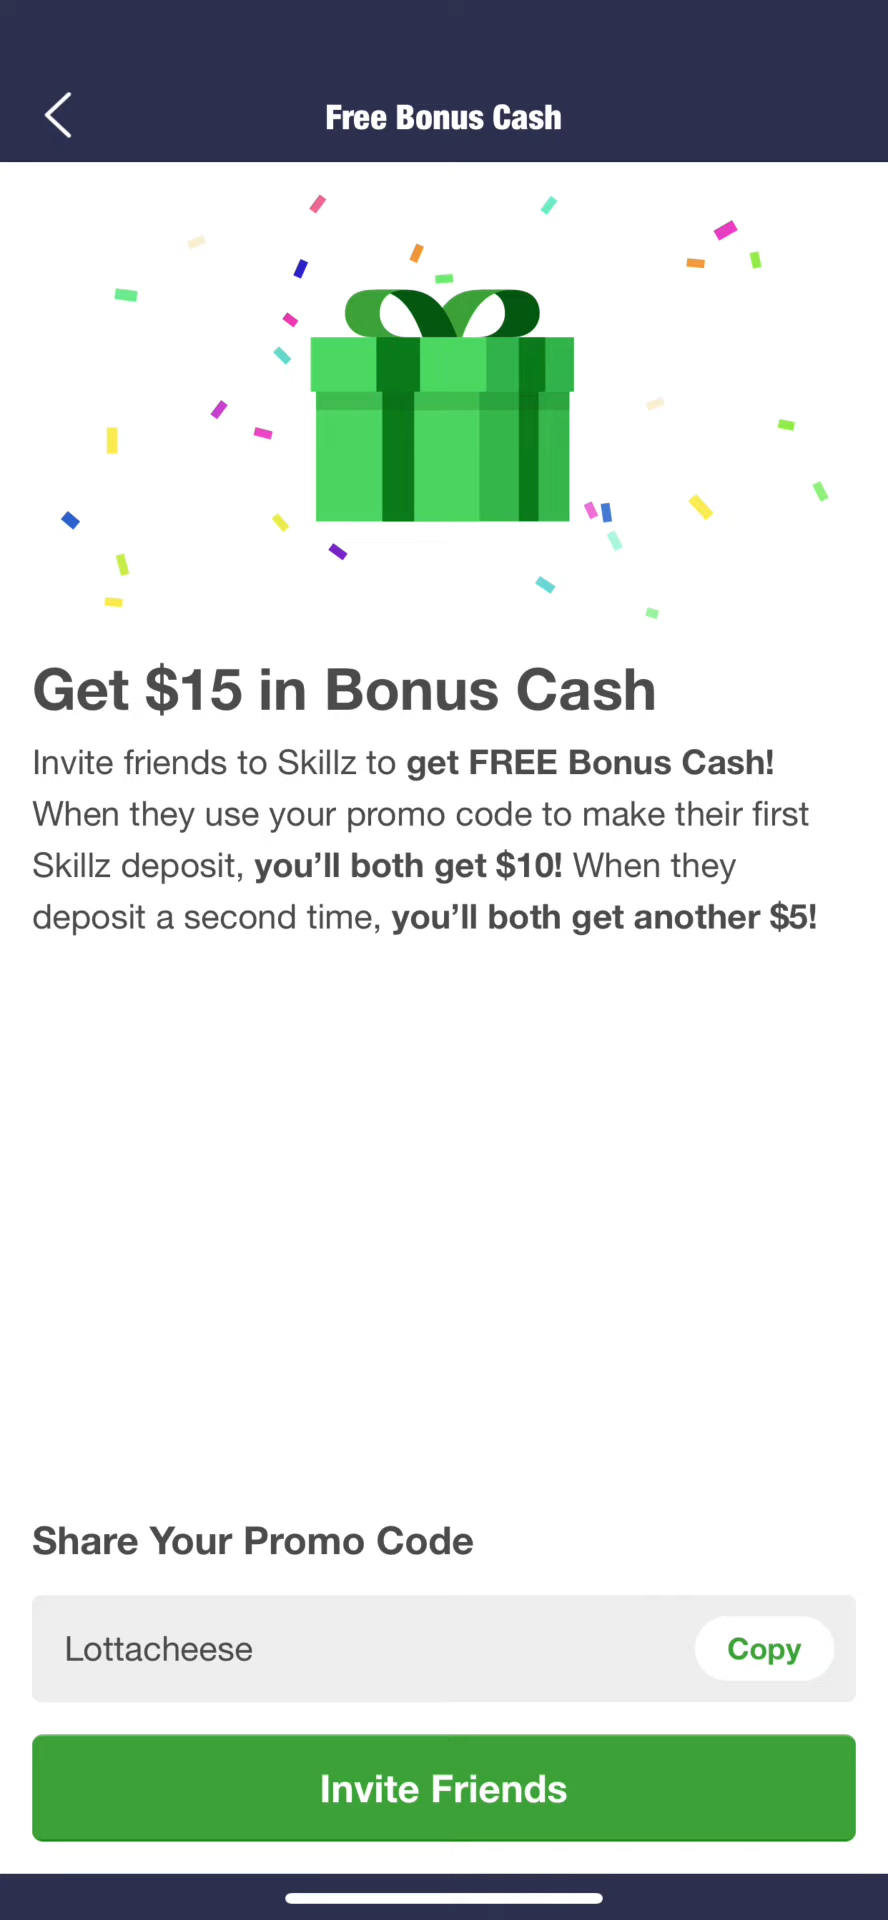 Free Bonus Cash
Get $15 in Bonus Cash
Invite friends to Skillz to get FREE Bonus Cash!
When they use your promo code to make their first
Skillz deposit, you’ll both get $10! When they
deposit a second time, you’ll both get another $5!
Share Your Promo Code
Lottacheese
Copy
Invite Friends